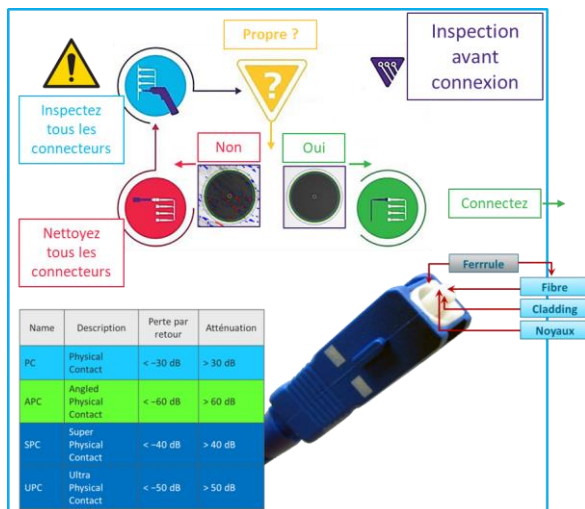 Propre ?
Inspection
avant
connexion
Inspectez
tous les
connecteurs
Non
Oui
Connectez
Nettoyez
tous les
connecteurs
Ferrrule
Fibre
Cladding
Noyaux
Name Description Perte par retour Atténuation
PC Physical Contact < −30 dB > 30 dB
APC Angled Physical Contact < −60 dB > 60 dB
SPC Super Physical Contact < −40 dB > 40 dB
UPC Ultra Physical Contact < −50 dB > 50 dB